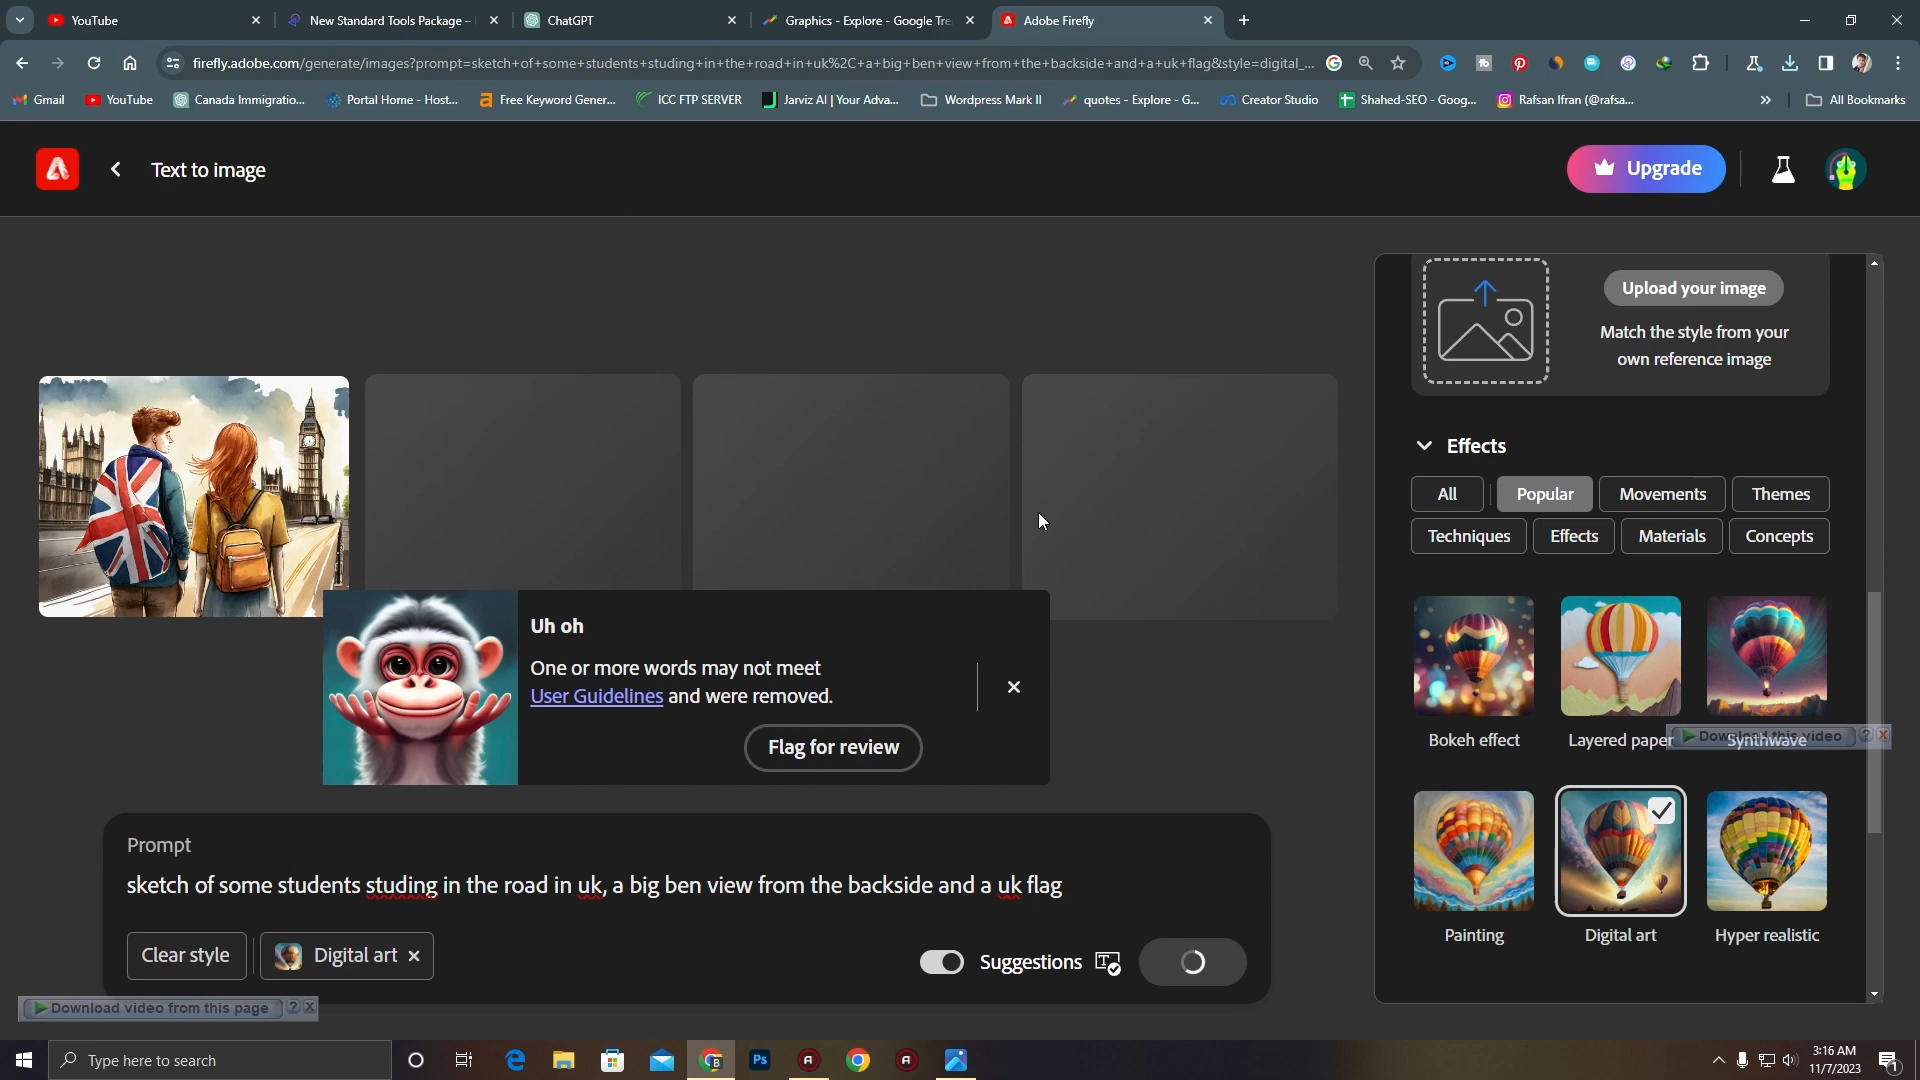 YouTube
New Standard Tools Package –
ChatGPT
Graphics - Explore - Google Tre
Adobe Firefly
firefly.adobe.com/generate/images?prompt=sketch+of+some+students+studing+in+the+road+in+uk%2C+a+big+ben+view+from+the+backside+and+a+uk+flag&style=digital_...
Gmail
YouTube
Canada Immigratio...
Portal Home - Host...
Free Keyword Gener...
ICC FTP SERVER
Jarviz AI | Your Adva...
Wordpress Mark II
quotes - Explore - G...
Creator Studio
Shahed-SEO - Goog...
Rafsan Ifran (@rafsa...
All Bookmarks
Text to image
Upgrade
Upload your image
Match the style from your
own reference image
Effects
All
Popular
Movements
Themes
Techniques
Effects
Materials
Concepts
Uh oh
One or more words may not meet
User Guidelines and were removed.
Flag for review
Bokeh effect
Layered paper
Synthwave
Download this video
Painting
Digital art
Hyper realistic
Prompt
sketch of some students studing in the road in uk, a big ben view from the backside and a uk flag
Clear style
Digital art
Suggestions
Download video from this page
Type here to search
3:16 AM
11/7/2023